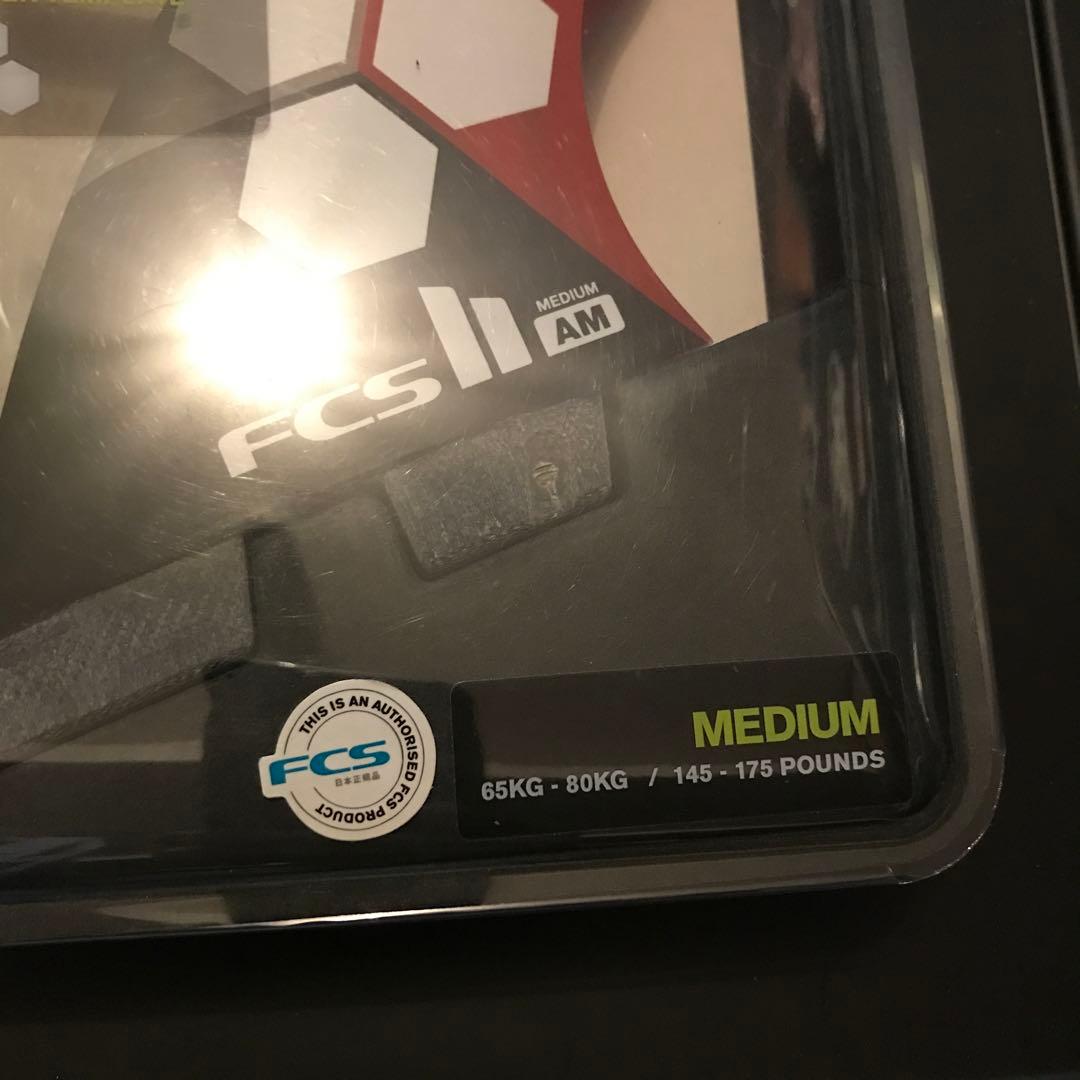 TEMPLATE
MEDIUM
FCS II AM
THIS IS AN AUTHORISED FCS PRODUCT
FCS
日本正規品
MEDIUM
65KG - 80KG / 145 - 175 POUNDS